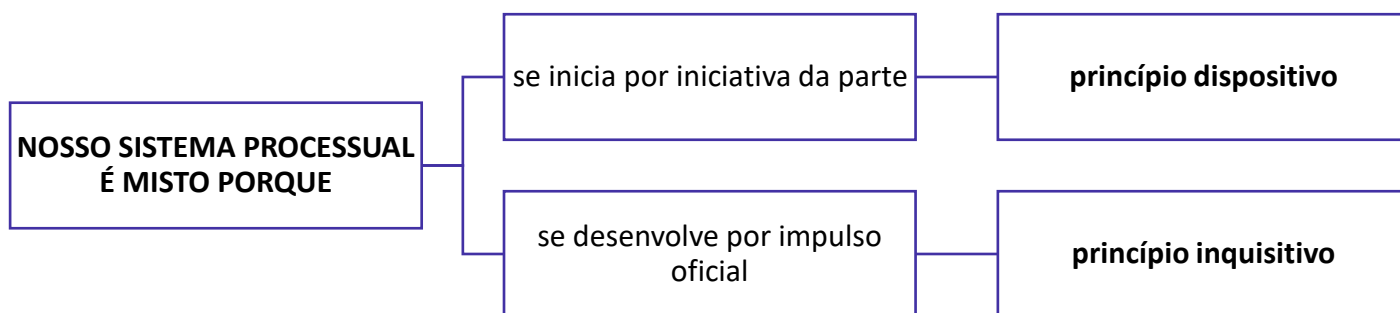 NOSSO SISTEMA PROCESSUAL
É MISTO PORQUE
se inicia por iniciativa da parte
princípio dispositivo
se desenvolve por impulso
oficial
princípio inquisitivo